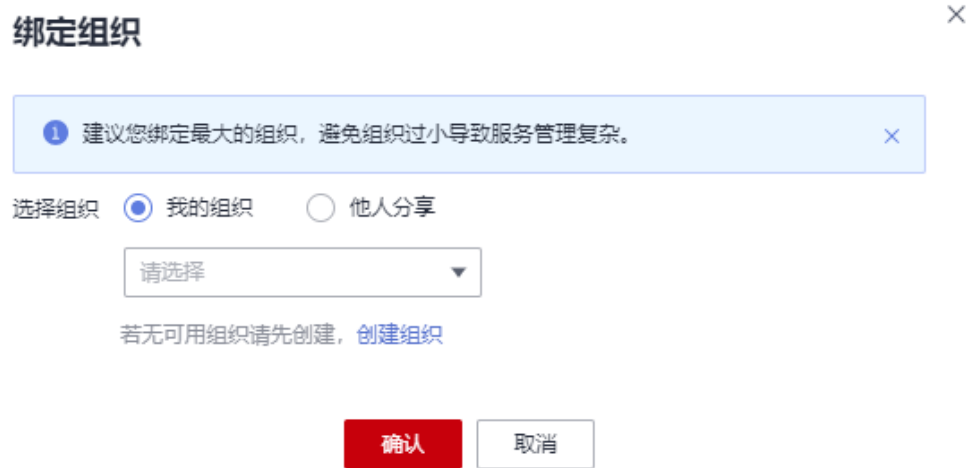 绑定组织
建议您绑定最大的组织，避免组织过小导致服务管理复杂。
选择组织 我的组织 他人分享
请选择
若无可用组织请先创建，创建组织
确认 取消